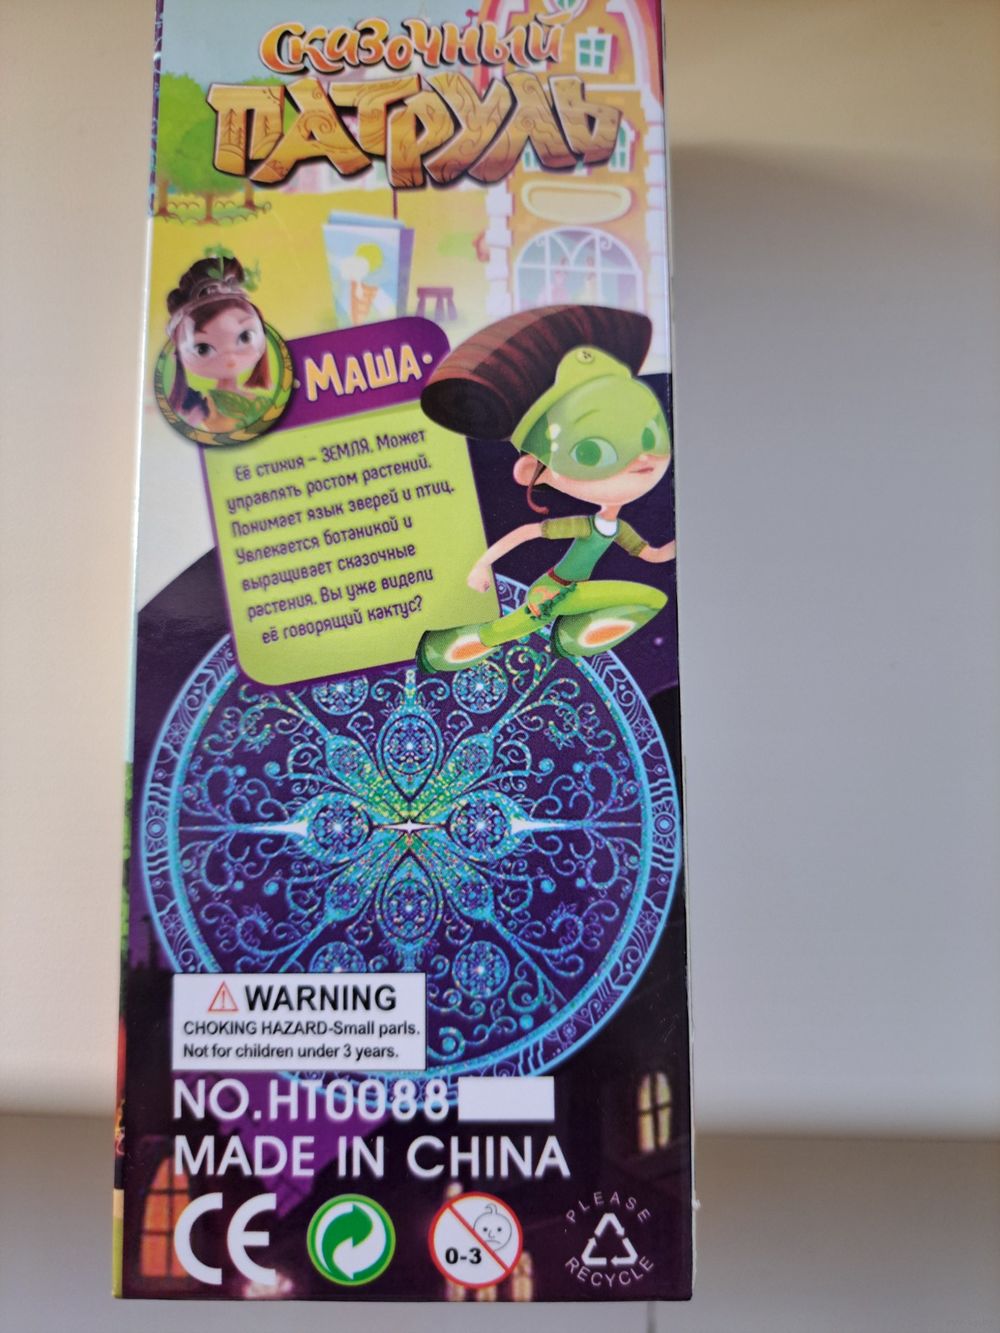 Сказочный
ПАТРУЛЬ
МАША
Её стихия – ЗЕМЛЯ. Может
управлять ростом растений.
Понимает язык зверей и птиц.
Увлекается ботаникой и
выращивает сказочные
растения. Вы уже видели
её говорящий кактус?
WARNING
CHOKING HAZARD-Small parls.
Not for children under 3 years.
NO.HT0088
MADE IN CHINA
CE
0-3
PLEASE
RECYCLE